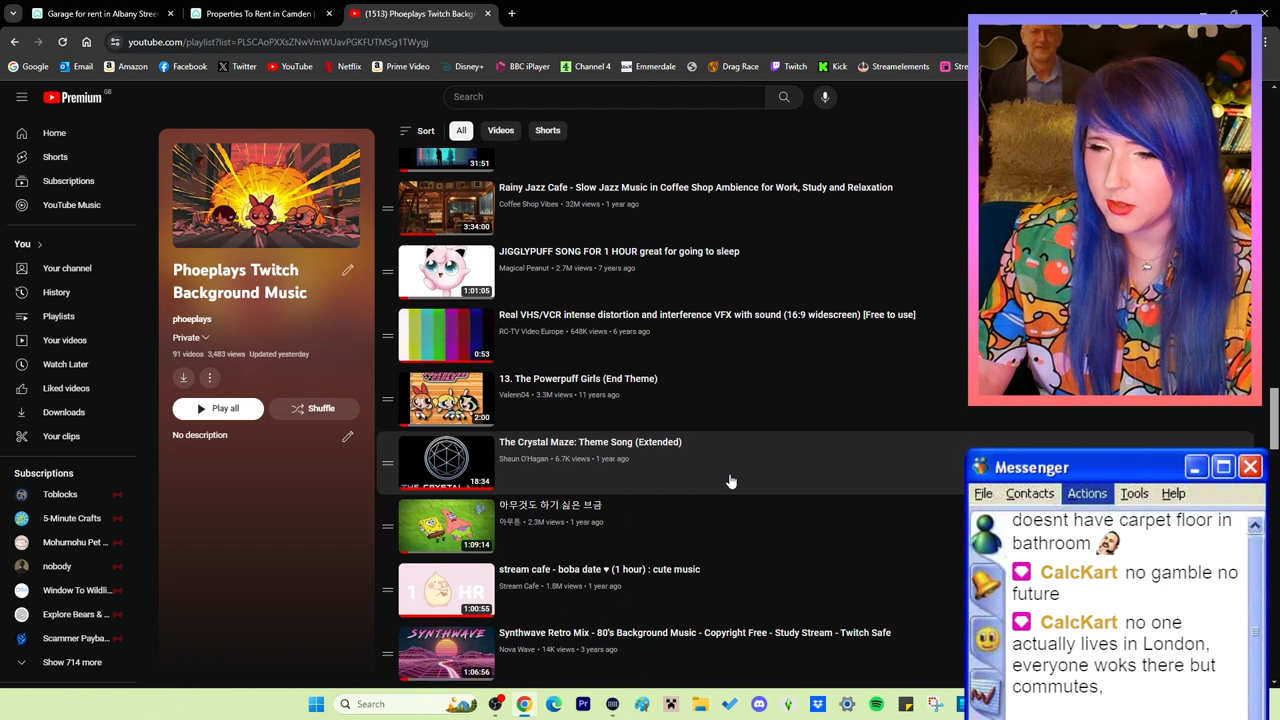 Garage for rent in Albany Stree
Properties To Rent in Camden
(1513) Phoeplays Twitch Backg
youtube.com/playlist?list=PLSCAoPXXsZNwVmWUavPGKFUTMSg1TWygj
Google
Email
Amazon
Facebook
Twitter
YouTube
Netflix
Prime Video
Disney+
BBC iPlayer
Channel 4
Emmerdale
Drag Race
Twitch
Kick
Streamelements
Premium GB
Search
Home
Shorts
Subscriptions
YouTube Music
You
Your channel
History
Playlists
Your videos
Watch Later
Liked videos
Downloads
Your clips
Subscriptions
Toblocks
5-Minute Crafts
Mohumohu Pet ...
nobody
Window To Wildli...
Explore Bears & ...
Scammer Payba...
Show 714 more
Phoeplays Twitch
Background Music
phoeplays
Private
91 videos 3,483 views Updated yesterday
Play all
Shuffle
No description
Sort
All
Videos
Shorts
31:51
Rainy Jazz Cafe - Slow Jazz Music in Coffee Shop Ambience for Work, Study and Relaxation
Coffee Shop Vibes • 32M views • 1 year ago
3:34:00
JIGGLYPUFF SONG FOR 1 HOUR great for going to sleep
Magical Peanut • 2.7M views • 7 years ago
1:01:05
Real VHS/VCR intense distortion and interference VFX with sound (16:9 widescreen) [Free to use]
RC-TV Video Europe • 648K views • 6 years ago
0:53
13. The Powerpuff Girls (End Theme)
Valenn04 • 3.3M views • 11 years ago
2:00
The Crystal Maze: Theme Song (Extended)
Shaun O'Hagan • 6.7K views • 1 year ago
18:34
아무것도 하기 싫은 브금
아무튼 • 2.3M views • 1 year ago
1:09:14
stream cafe - boba date ♥ (1 hour) : cute music
Stream Cafe • 1.8M views • 1 year ago
1 HR
1:00:55
Synthwave Retro Mix - 80's Background Music - Copyright Free - Study Stream - Twitch Safe
Nova Wave • 14K views • 3 years ago
SYNTHWAVE
1:06:56
Messenger
File Contacts Actions Tools Help
doesnt have carpet floor in
bathroom
CalcKart no gamble no
future
CalcKart no one
actually lives in London,
everyone woks there but
commutes,
Search